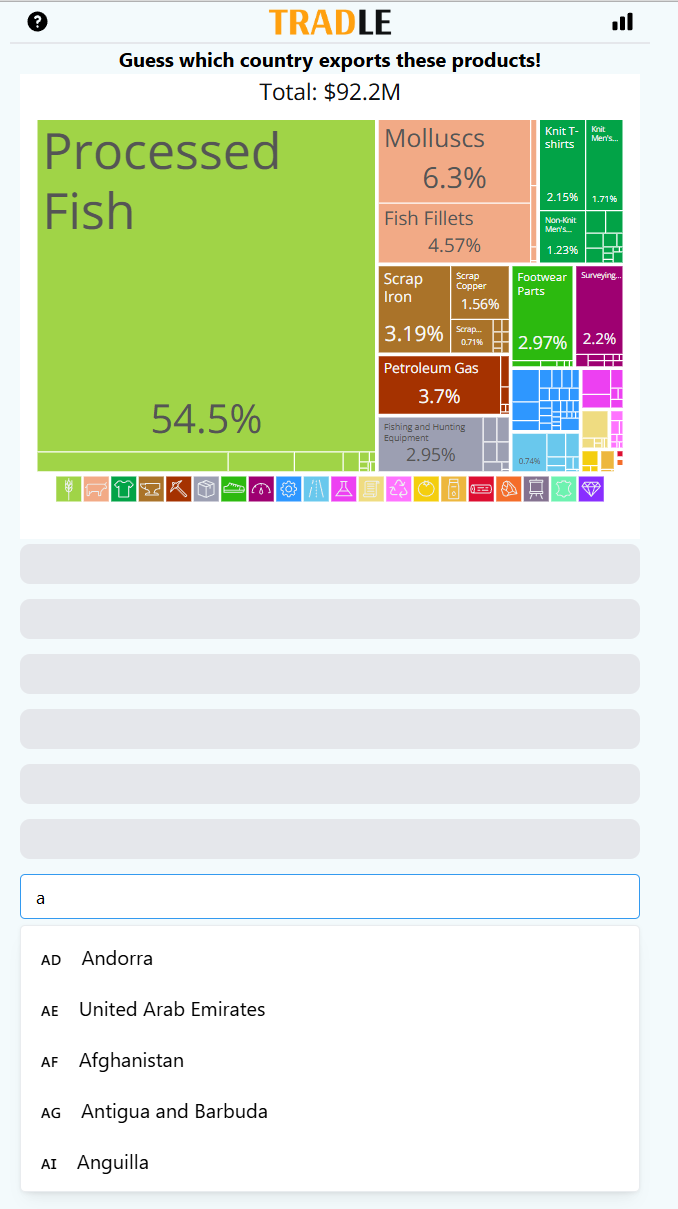 ?
TRADLE
Guess which country exports these products!
Total: $92.2M
Processed
Fish
54.5%
Molluscs
6.3%
Fish Fillets
4.57%
Knit T-
shirts
2.15%
Knit
Men's...
1.71%
Non-Knit
Men's...
1.23%
Scrap
Iron
3.19%
Scrap
Copper
1.56%
Scrap...
0.71%
Footwear
Parts
2.97%
Surveying...
2.2%
Petroleum Gas
3.7%
Fishing and Hunting
Equipment
2.95%
0.74%
a
AD Andorra
AE United Arab Emirates
AF Afghanistan
AG Antigua and Barbuda
AI Anguilla